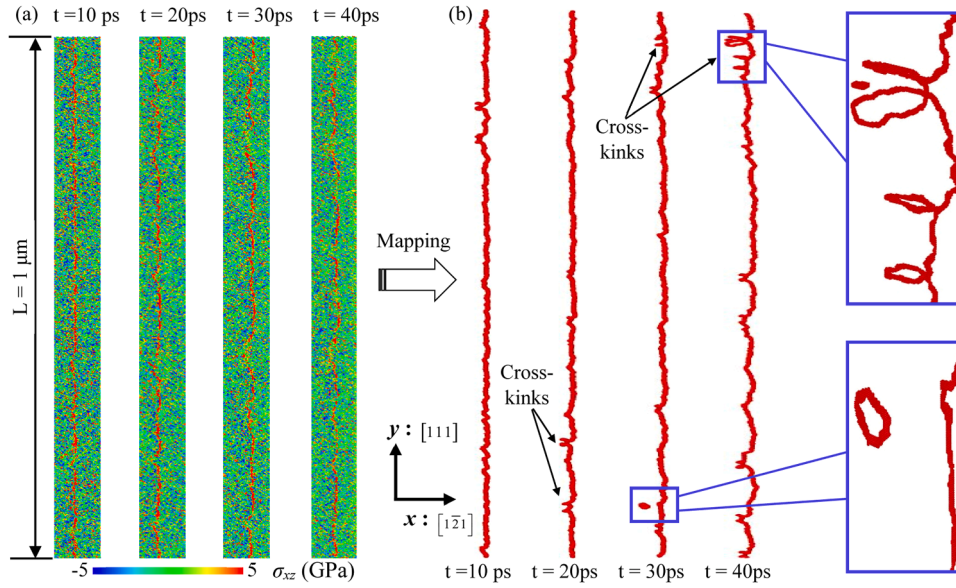 (a)
t =10 ps t = 20ps t = 30ps t = 40ps
L = 1 μm
-5 5 σxz (GPa)
Mapping
y : [111]
x : [12̄1]
(b)
Cross-
kinks
Cross-
kinks
t =10 ps t = 20ps t = 30ps t = 40ps